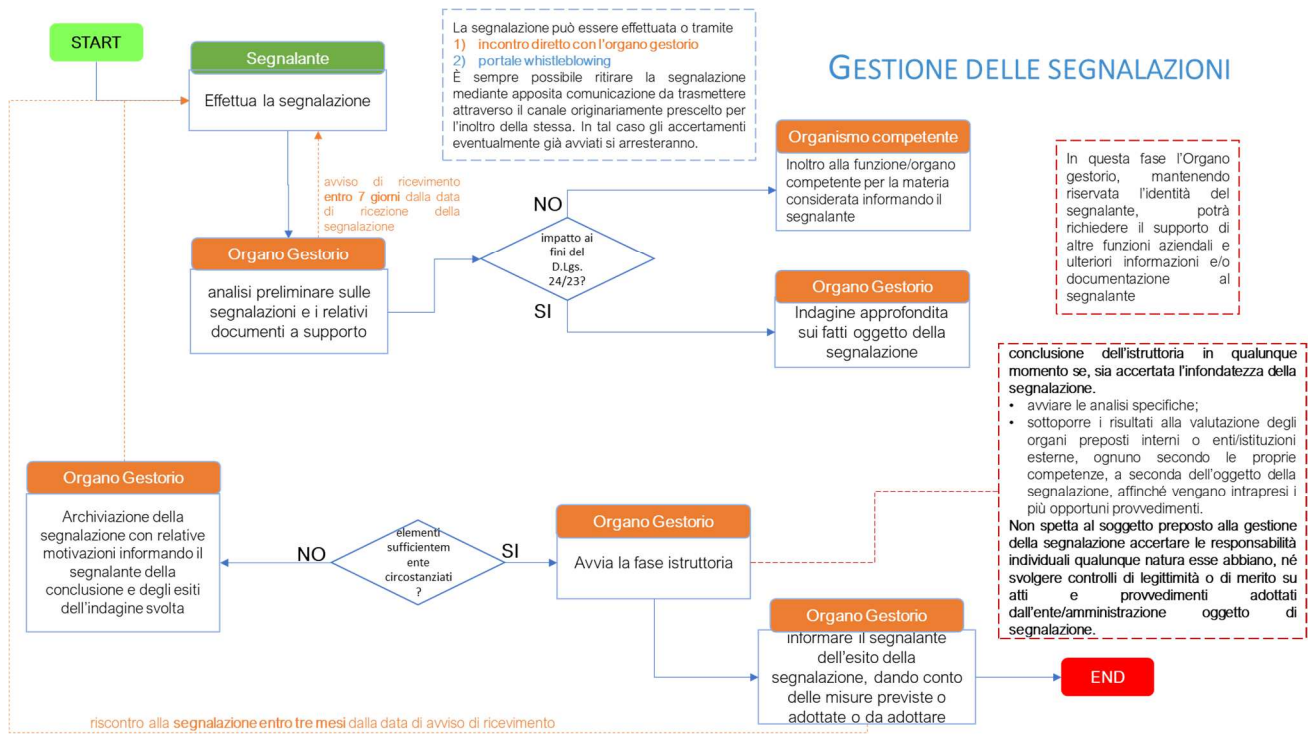 START
Segnalante
Effettua la segnalazione
La segnalazione può essere effettuata o tramite
1) incontro diretto con l'organo gestorio
2) portale whistleblowing
È sempre possibile ritirare la segnalazione
mediante apposita comunicazione da trasmettere
attraverso il canale originariamente prescelto per
l'inoltro della stessa. In tal caso gli accertamenti
eventualmente già avviati si arresteranno.
GESTIONE DELLE SEGNALAZIONI
avviso di ricevimento
entro 7 giorni dalla data
di ricezione della
segnalazione
Organo Gestorio
analisi preliminare sulle
segnalazioni e i relativi
documenti a supporto
impatto ai
fini del
D.Lgs.
24/23?
NO
SI
Organismo competente
Inoltro alla funzione/organo
competente per la materia
considerata informando il
segnalante
Organo Gestorio
Indagine approfondita
sui fatti oggetto della
segnalazione
In questa fase l'Organo
gestorio, mantenendo
riservata l'identità del
segnalante, potrà
richiedere il supporto di
altre funzioni aziendali e
ulteriori informazioni e/o
documentazione al
segnalante
conclusione dell'istruttoria in qualunque
momento se, sia accertata l'infondatezza della
segnalazione.
• avviare le analisi specifiche;
• sottoporre i risultati alla valutazione degli
organi preposti interni o enti/istituzioni
esterne, ognuno secondo le proprie
competenze, a seconda dell'oggetto della
segnalazione, affinché vengano intrapresi i
più opportuni provvedimenti.
Non spetta al soggetto preposto alla gestione
della segnalazione accertare le responsabilità
individuali qualunque natura esse abbiano, né
svolgere controlli di legittimità o di merito su
atti e provvedimenti adottati
dall'ente/amministrazione oggetto di
segnalazione.
Organo Gestorio
Archiviazione della
segnalazione con relative
motivazioni informando il
segnalante della
conclusione e degli esiti
dell'indagine svolta
NO
elementi
sufficientem
ente
circostanziati
?
SI
Organo Gestorio
Avvia la fase istruttoria
Organo Gestorio
informare il segnalante
dell'esito della
segnalazione, dando conto
delle misure previste o
adottate o da adottare
END
riscontro alla segnalazione entro tre mesi dalla data di avviso di ricevimento